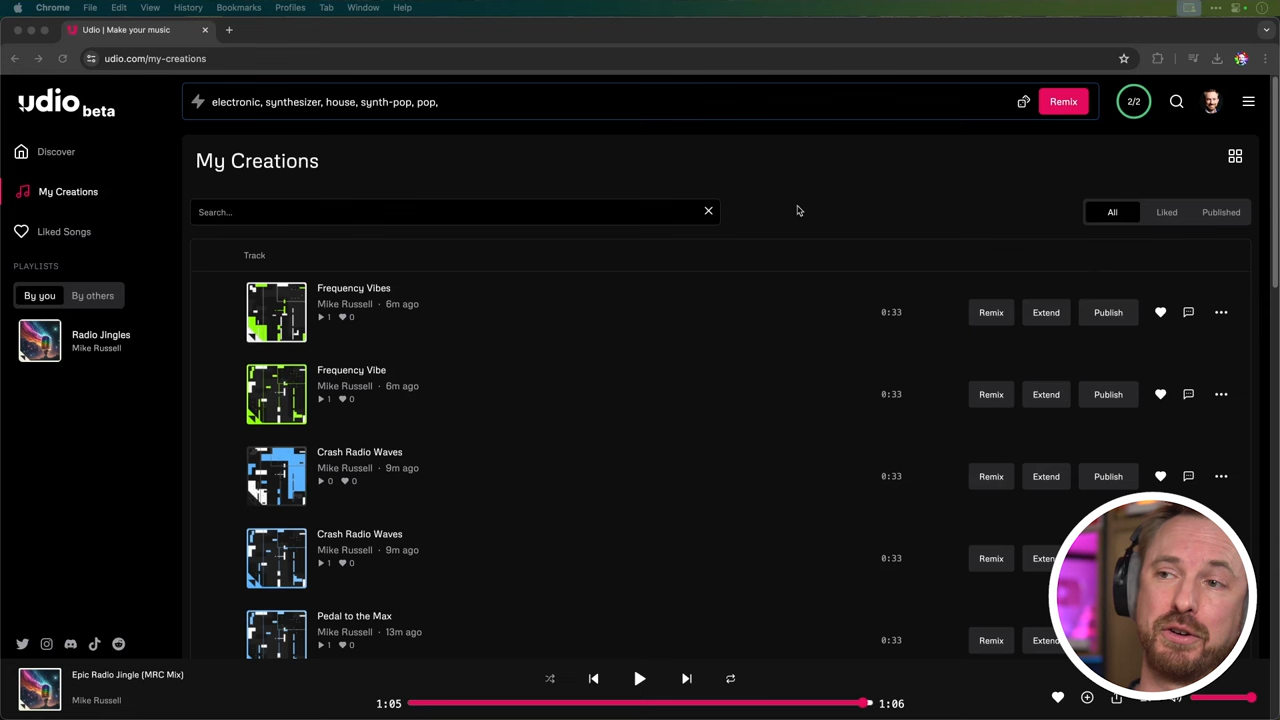 Chrome File Edit View History Bookmarks Profiles Tab Window Help
Udio | Make your music
udio.com/my-creations
udio beta
electronic, synthesizer, house, synth-pop, pop,
Remix
2/2
Discover
My Creations
Liked Songs
PLAYLISTS
By you By others
Radio Jingles
Mike Russell
My Creations
Search...
All Liked Published
Track
Frequency Vibes
Mike Russell · 6m ago
1 0
0:33 Remix Extend Publish
Frequency Vibe
Mike Russell · 6m ago
1 0
0:33 Remix Extend Publish
Crash Radio Waves
Mike Russell · 9m ago
0 0
0:33 Remix Extend Publish
Crash Radio Waves
Mike Russell · 9m ago
1 0
0:33 Remix
Pedal to the Max
Mike Russell · 13m ago
1 0
0:33 Remix
Epic Radio Jingle (MRC Mix)
Mike Russell
1:05 1:06